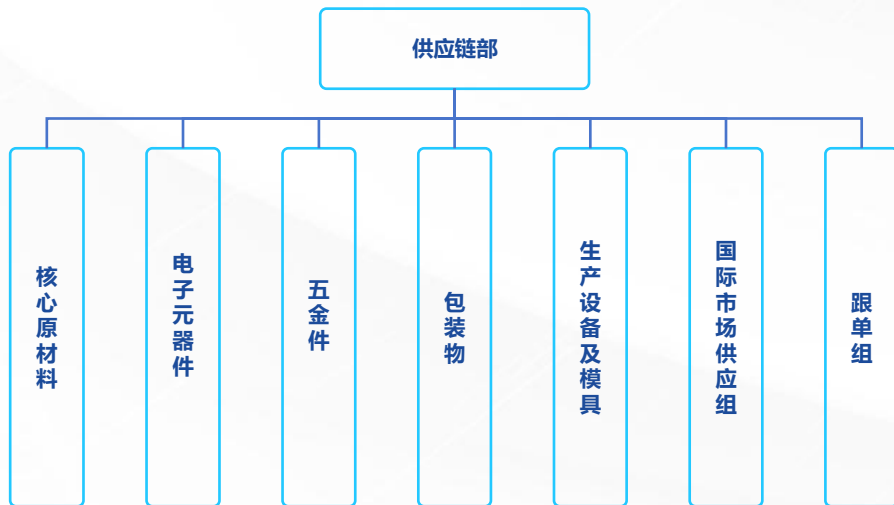 供应链部
核心原材料
电子元器件
五金件
包装物
生产设备及模具
国际市场供应组
跟单组